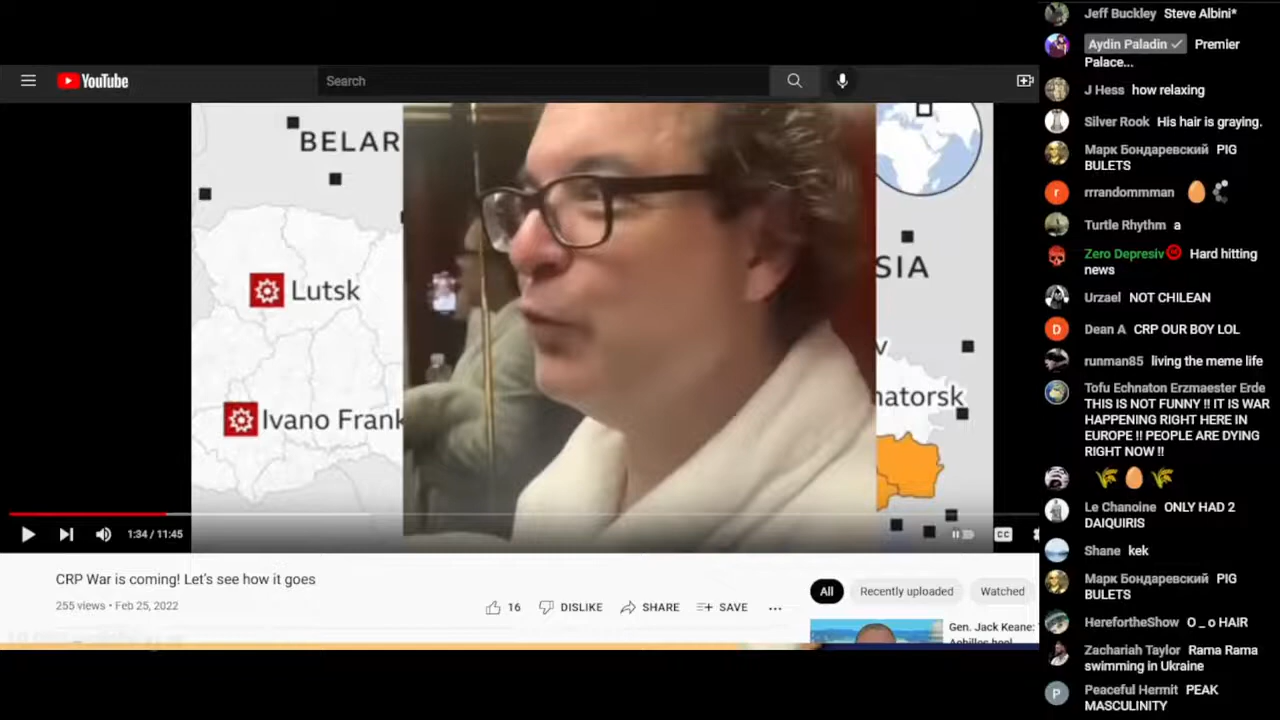 YouTube
Search
BELAR
Lutsk
Ivano Frank
SIA
v
natorsk
1:34 / 11:45
CC
CRP War is coming! Let's see how it goes
255 views • Feb 25, 2022
16
DISLIKE
SHARE
SAVE
All
Recently uploaded
Watched
Gen. Jack Keane:
Jeff Buckley Steve Albini*
Aydin Paladin Premier
Palace...
J Hess how relaxing
Silver Rook His hair is graying.
Марк Бондаревский PIG
BULETS
rrrandommman
Turtle Rhythm a
Zero Depresiv Hard hitting
news
Urzael NOT CHILEAN
D
Dean A CRP OUR BOY LOL
runman85 living the meme life
Tofu Echnaton Erzmaester Erde
THIS IS NOT FUNNY !! IT IS WAR
HAPPENING RIGHT HERE IN
EUROPE !! PEOPLE ARE DYING
RIGHT NOW !!
Le Chanoine ONLY HAD 2
DAIQUIRIS
Shane kek
Марк Бондаревский PIG
BULETS
HerefortheShow O _ o HAIR
Zachariah Taylor Rama Rama
swimming in Ukraine
P
Peaceful Hermit PEAK
MASCULINITY